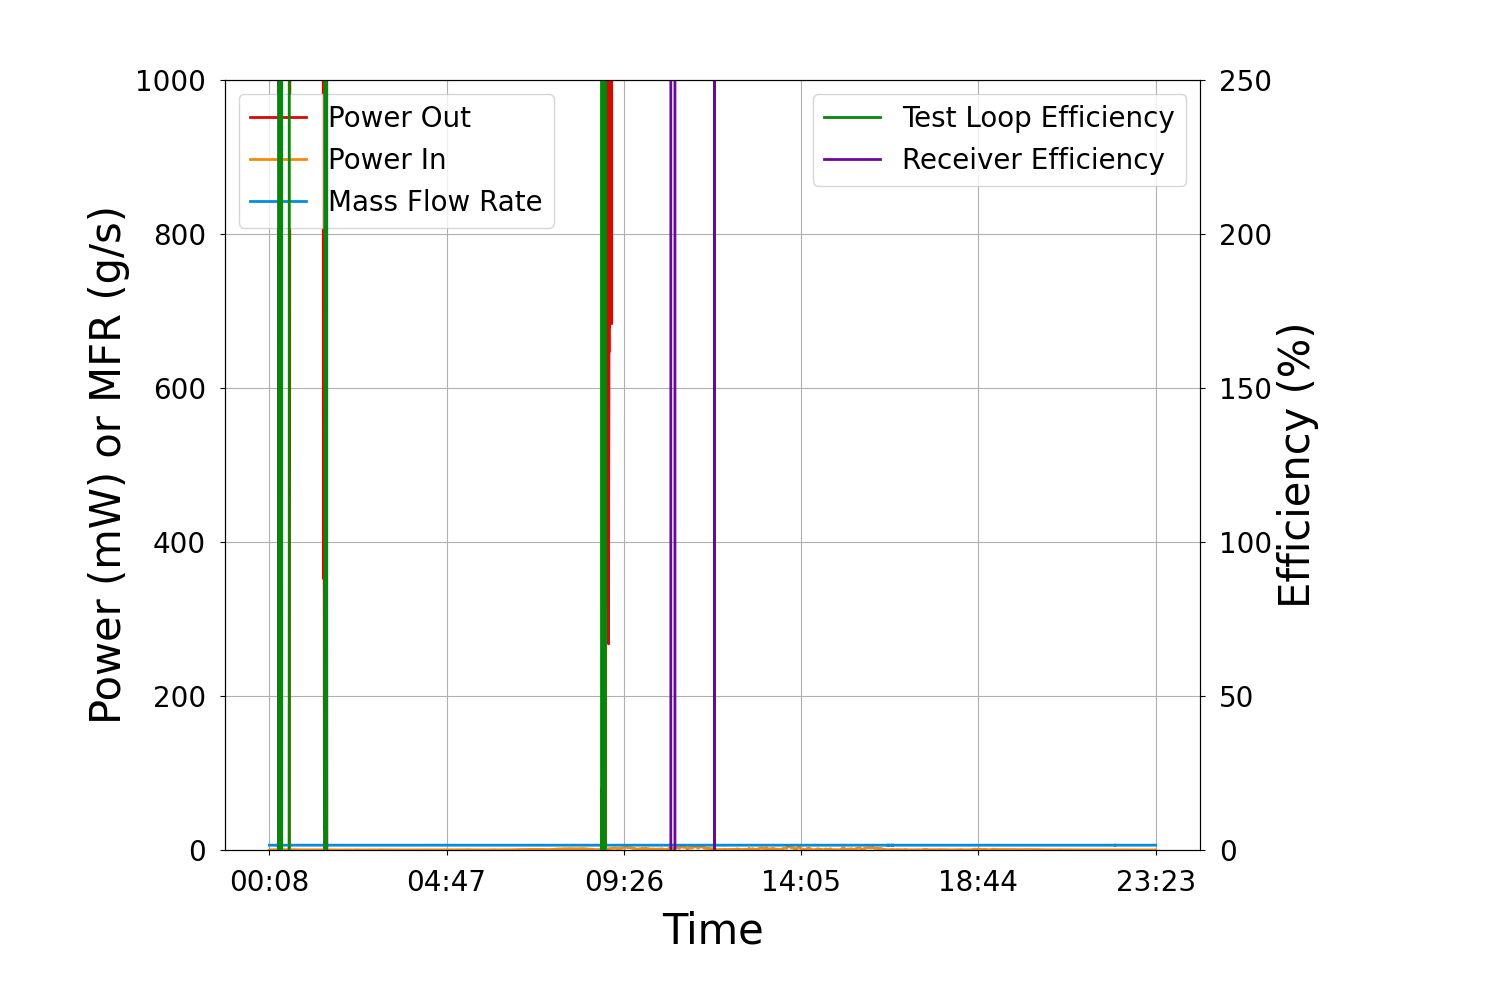 1000
800
600
400
200
0
Power (mW) or MFR (g/s)
Power Out
Power In
Mass Flow Rate
Test Loop Efficiency
Receiver Efficiency
250
200
150
100
50
0
Efficiency (%)
00:08 04:47 09:26 14:05 18:44 23:23
Time